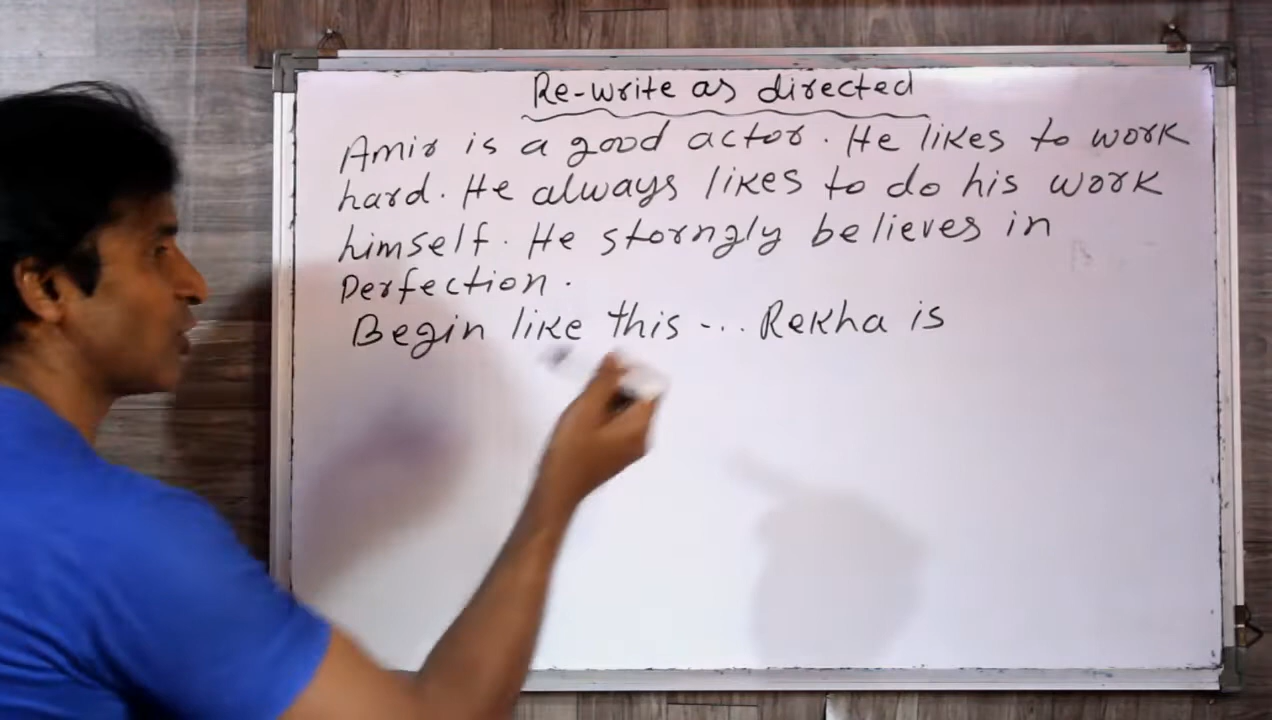 Re-write as directed
Amir is a good actor. He likes to work
hard. He always likes to do his work
himself. He storngly believes in
Perfection.
Begin like this ... Rekha is